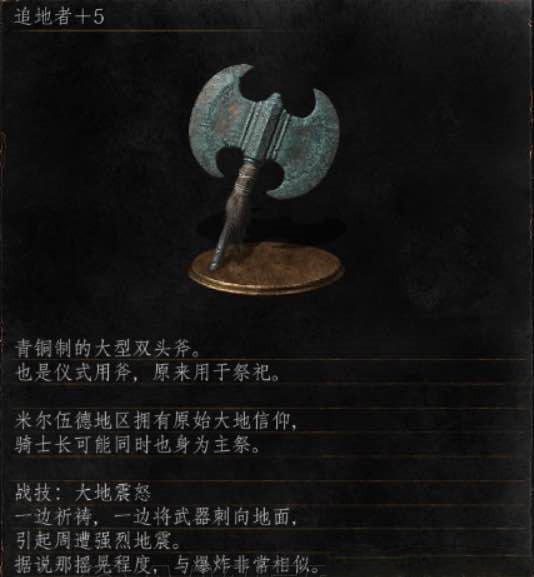 追地者+5
青铜制的大型双头斧。
也是仪式用斧，原来用于祭祀。
米尔伍德地区拥有原始大地信仰，
骑士长可能同时也身为主祭。
战技：大地震怒
一边祈祷，一边将武器刺向地面，
引起周遭强烈地震。
据说那摇晃程度，与爆炸非常相似。